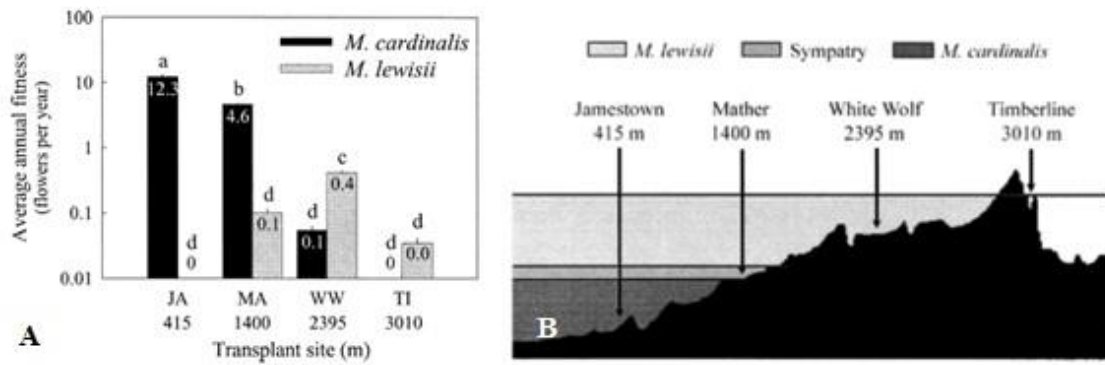 100
10
1
0.1
0.01
Average annual fitness
(flowers per year)
M. cardinalis
M. lewisii
a
12.3
d
0
b
4.6
d
0.1
d
0.1
c
0.4
d
0
d
0.0
JA MA WW TI
415 1400 2395 3010
Transplant site (m)
A
M. lewisii Sympatry M. cardinalis
Jamestown
415 m
Mather
1400 m
White Wolf
2395 m
Timberline
3010 m
B